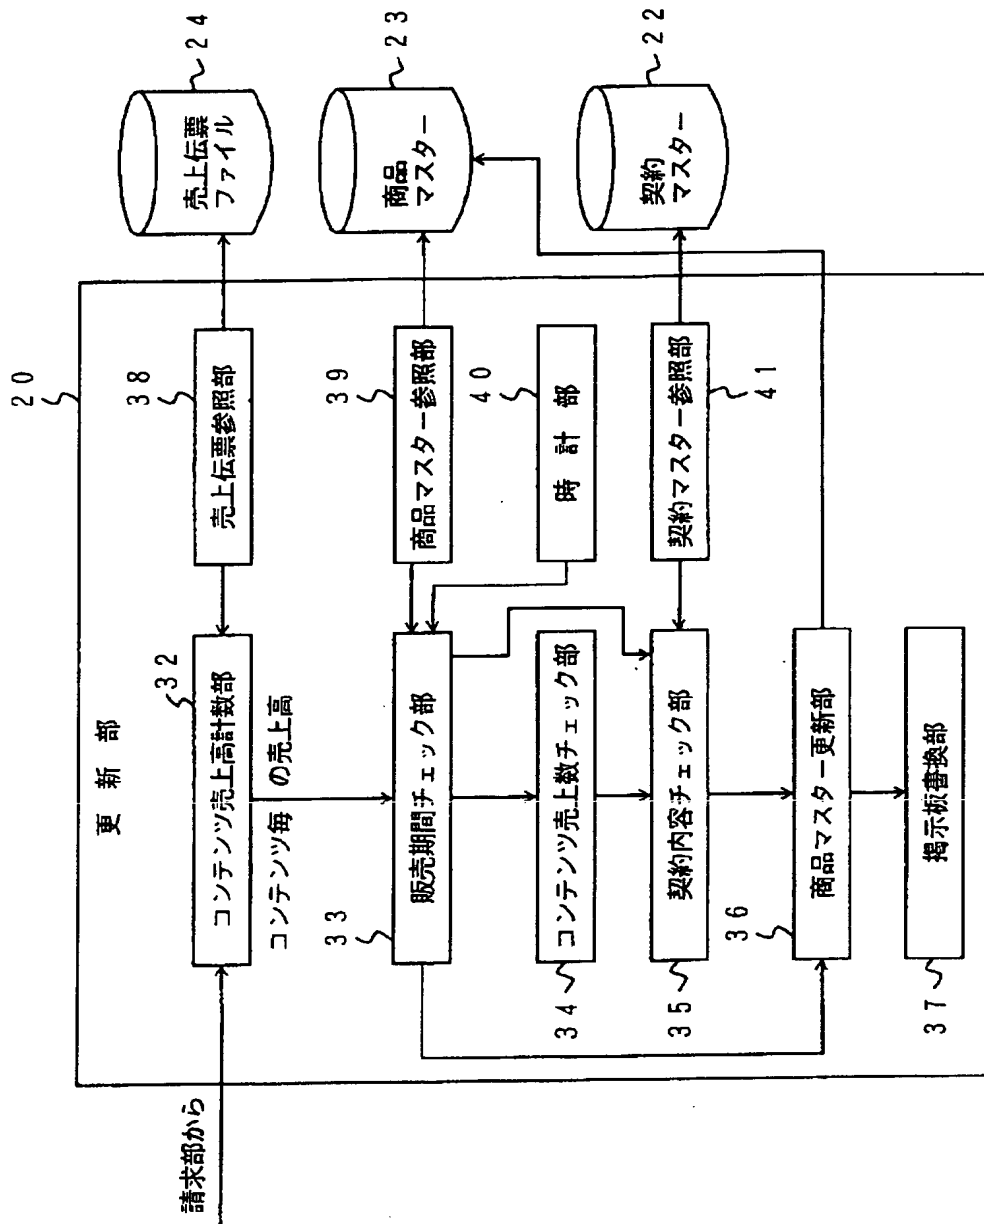 20
更新部
請求部から
コンテンツ売上高計数部
32
売上伝票参照部
38
売上伝票
ファイル
24
コンテンツ毎の売上高
販売期間チェック部
33
商品マスター参照部
39
商品
マスター
23
時計部
40
コンテンツ売上数チェック部
34
契約内容チェック部
35
契約マスター参照部
41
契約
マスター
22
商品マスター更新部
36
掲示板書換部
37